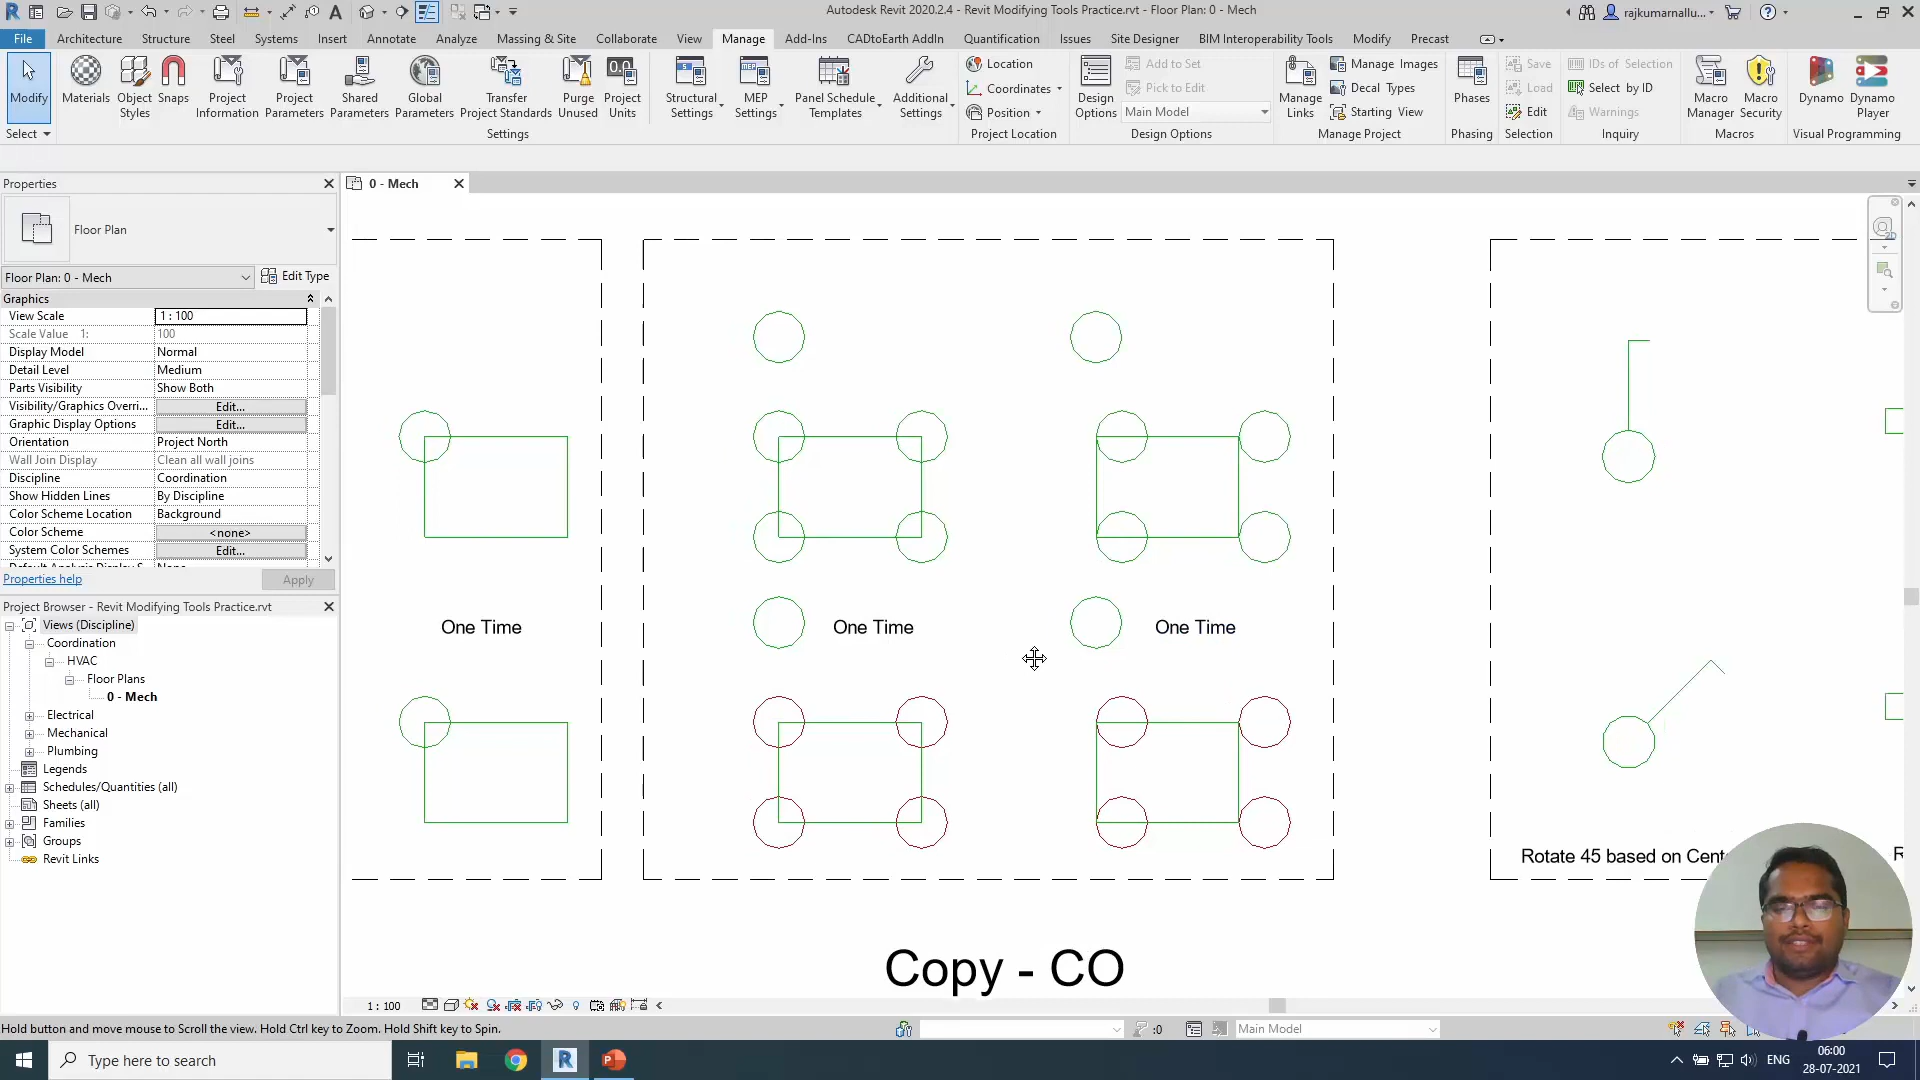 Autodesk Revit 2020.2.4 - Revit Modifying Tools Practice.rvt - Floor Plan: 0 - Mech
rajkumarnallu...
File Architecture Structure Steel Systems Insert Annotate Analyze Massing & Site Collaborate View Manage Add-Ins CADtoEarth AddIn Quantification Issues Site Designer BIM Interoperability Tools Modify Precast
Modify
Materials
Object Styles
Snaps
Project Information
Project Parameters
Shared Parameters
Global Parameters
Transfer Project Standards
Purge Unused
Project Units
Structural Settings
MEP Settings
Panel Schedule Templates
Additional Settings
Location
Coordinates
Position
Design Options
Add to Set
Pick to Edit
Main Model
Manage Links
Manage Images
Decal Types
Starting View
Phases
Save
Load
Edit
IDs of Selection
Select by ID
Warnings
Macro Manager
Macro Security
Dynamo
Dynamo Player
Select Settings Project Location Design Options Manage Project Phasing Selection Inquiry Macros Visual Programming
Properties
0 - Mech
Floor Plan
Floor Plan: 0 - Mech Edit Type
Graphics
View Scale 1 : 100
Scale Value 1: 100
Display Model Normal
Detail Level Medium
Parts Visibility Show Both
Visibility/Graphics Overri... Edit...
Graphic Display Options Edit...
Orientation Project North
Wall Join Display Clean all wall joins
Discipline Coordination
Show Hidden Lines By Discipline
Color Scheme Location Background
Color Scheme <none>
System Color Schemes Edit...
Properties help Apply
Project Browser - Revit Modifying Tools Practice.rvt
Views (Discipline)
Coordination
HVAC
Floor Plans
0 - Mech
Electrical
Mechanical
Plumbing
Legends
Schedules/Quantities (all)
Sheets (all)
Families
Groups
Revit Links
One Time One Time One Time
Rotate 45 based on Cent
R
Copy - CO
1 : 100
Hold button and move mouse to Scroll the view. Hold Ctrl key to Zoom. Hold Shift key to Spin.
:0
Main Model
Type here to search
ENG
06:00
28-07-2021